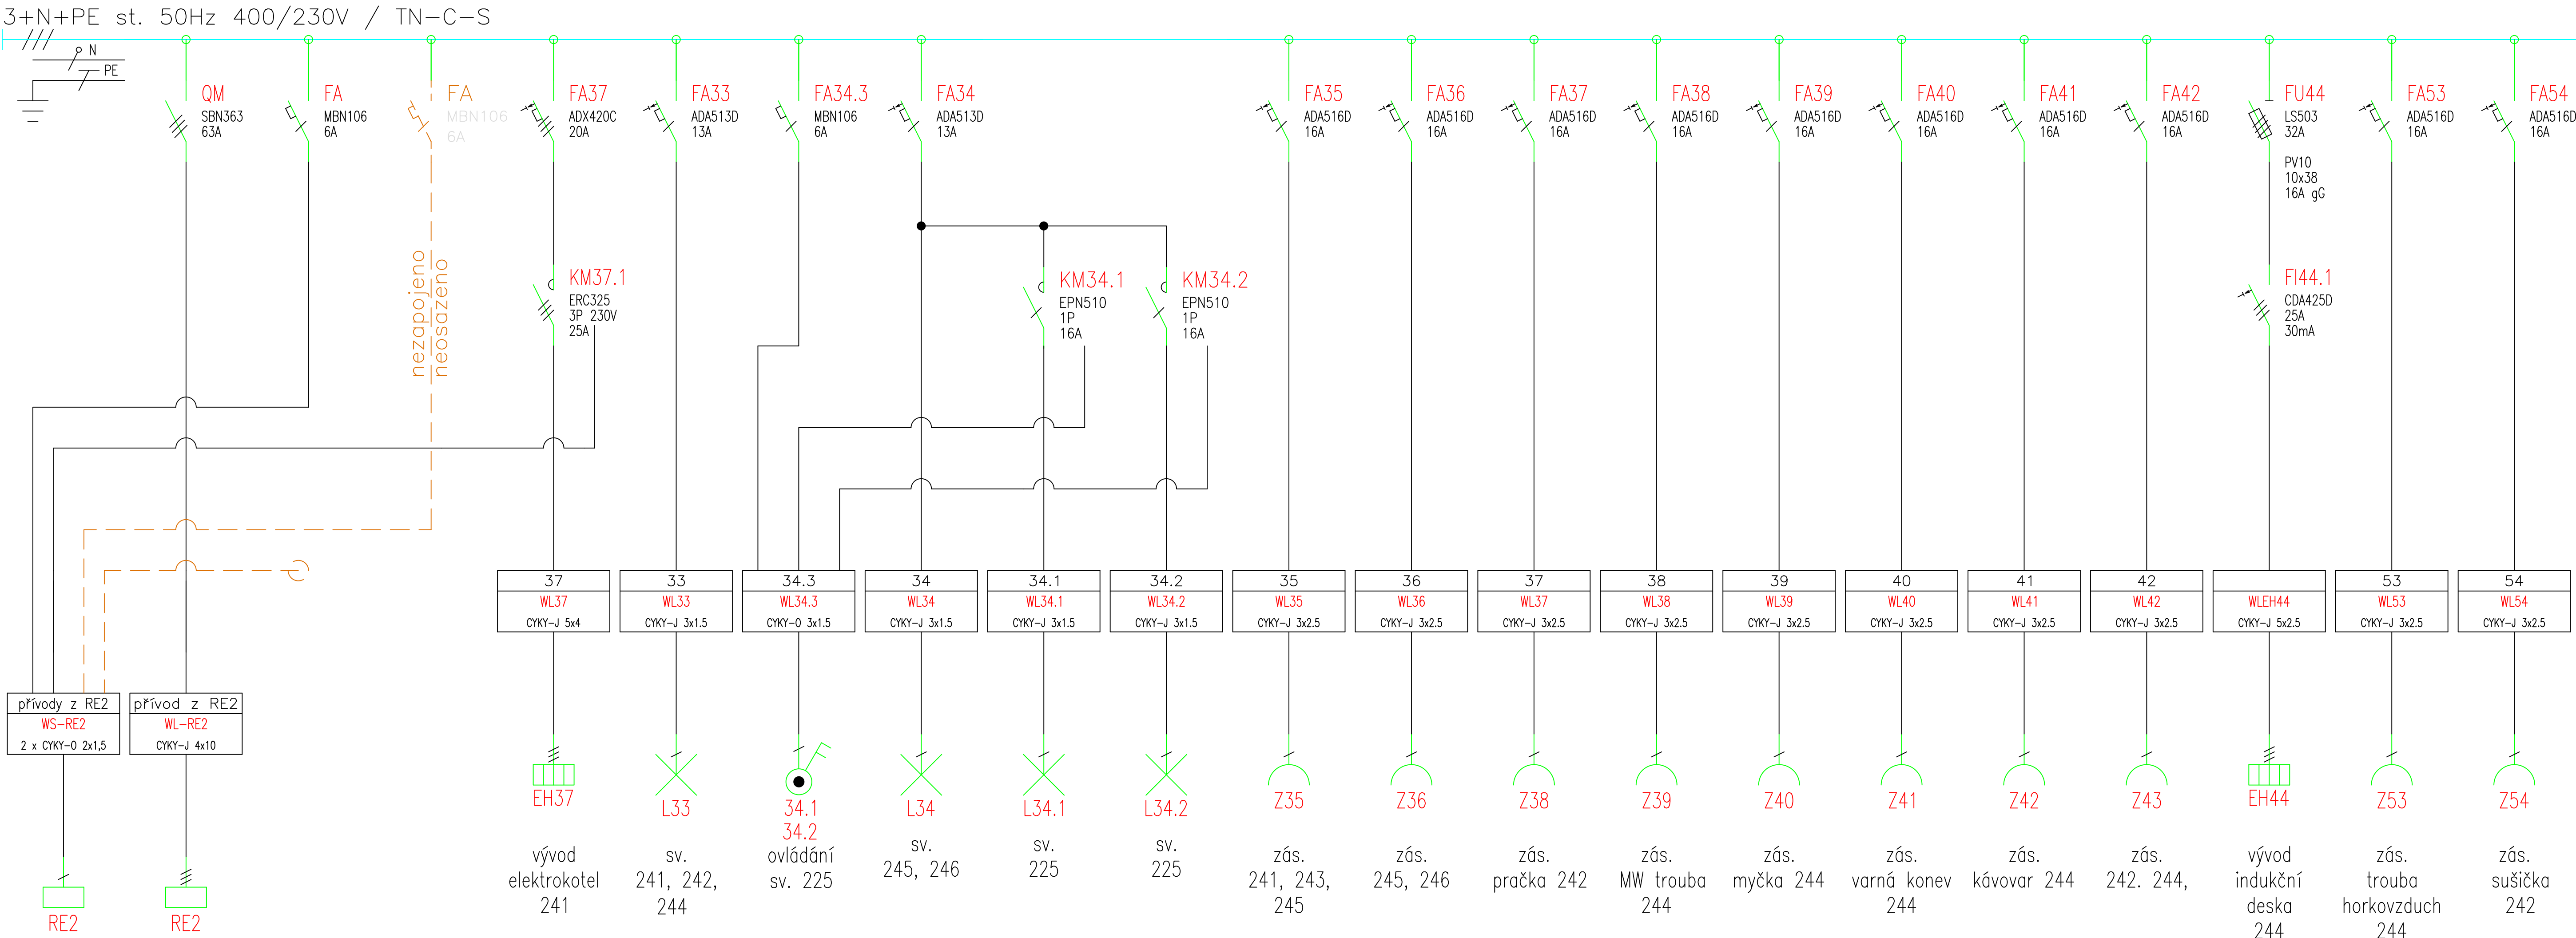 3+N+PE st. 50Hz 400/230V / TN-C-S
N
PE
QM
SBN363
63A
FA
MBN106
6A
FA
MBN106
6A
nezapojeno
neosazeno
FA37
ADX420C
20A
KM37.1
ERC325
3P 230V
25A
FA33
ADA513D
13A
FA34.3
MBN106
6A
FA34
ADA513D
13A
KM34.1
EPN510
1P
16A
KM34.2
EPN510
1P
16A
FA35
ADA516D
16A
FA36
ADA516D
16A
FA37
ADA516D
16A
FA38
ADA516D
16A
FA39
ADA516D
16A
FA40
ADA516D
16A
FA41
ADA516D
16A
FA42
ADA516D
16A
FU44
LS503
32A
PV10
10x38
16A gG
FI44.1
CDA425D
25A
30mA
FA53
ADA516D
16A
FA54
ADA516D
16A
přívody z RE2
WS-RE2
2 x CYKY-O 2x1,5
RE2
přívod z RE2
WL-RE2
CYKY-J 4x10
RE2
37
WL37
CYKY-J 5x4
EH37
vývod
elektrokotel
241
33
WL33
CYKY-J 3x1.5
L33
sv.
241, 242,
244
34.3
WL34.3
CYKY-O 3x1.5
34.1
34.2
ovládání
sv. 225
34
WL34
CYKY-J 3x1.5
L34
sv.
245, 246
34.1
WL34.1
CYKY-J 3x1.5
L34.1
sv.
225
34.2
WL34.2
CYKY-J 3x1.5
L34.2
sv.
225
35
WL35
CYKY-J 3x2.5
Z35
zás.
241, 243,
245
36
WL36
CYKY-J 3x2.5
Z36
zás.
245, 246
37
WL37
CYKY-J 3x2.5
Z38
zás.
pračka 242
38
WL38
CYKY-J 3x2.5
Z39
zás.
MW trouba
244
39
WL39
CYKY-J 3x2.5
Z40
zás.
myčka 244
40
WL40
CYKY-J 3x2.5
Z41
zás.
varná konev
244
41
WL41
CYKY-J 3x2.5
Z42
zás.
kávovar 244
42
WL42
CYKY-J 3x2.5
Z43
zás.
242. 244,
WLEH44
CYKY-J 5x2.5
EH44
vývod
indukční
deska
244
53
WL53
CYKY-J 3x2.5
Z53
zás.
trouba
horkovzduch
244
54
WL54
CYKY-J 3x2.5
Z54
zás.
sušička
242